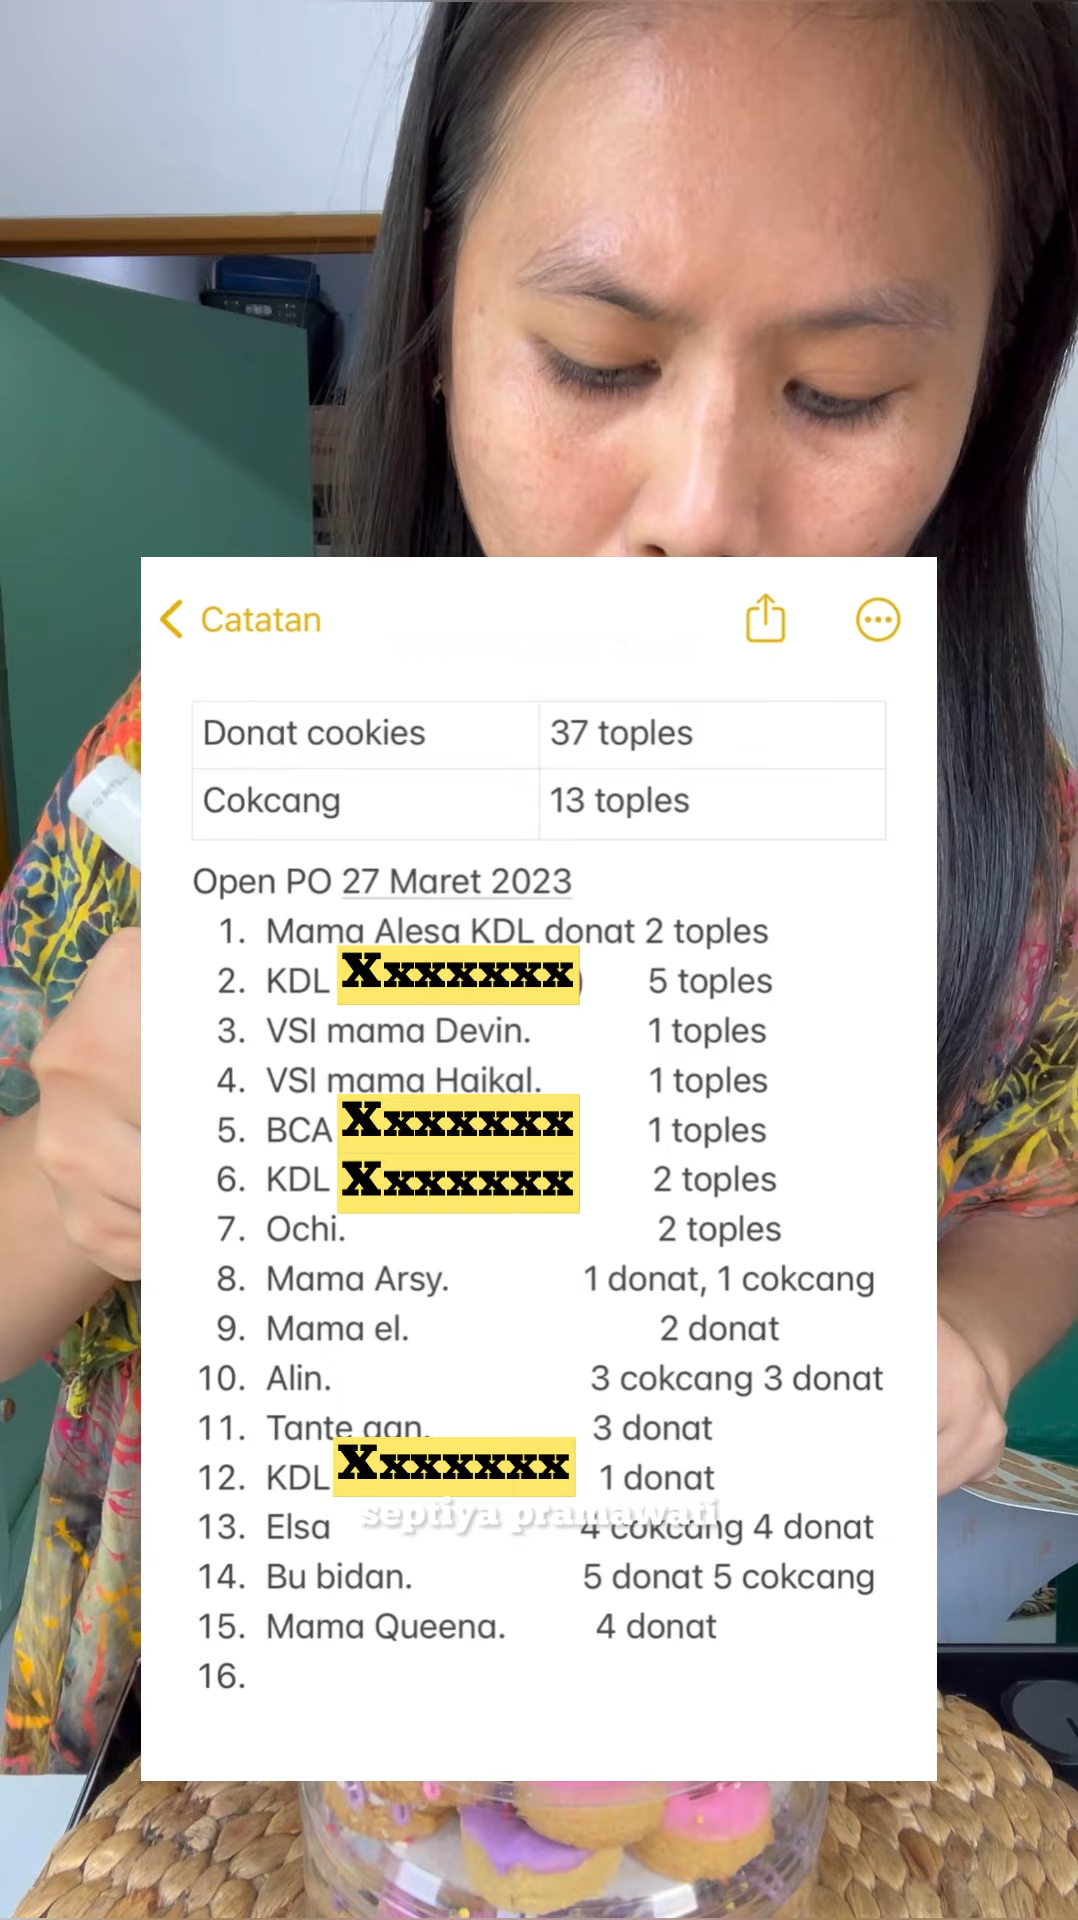 Catatan
Donat cookies 37 toples
Cokcang 13 toples
Open PO 27 Maret 2023
1. Mama Alesa KDL donat 2 toples
2. KDL Xxxxxxxx) 5 toples
3. VSI mama Devin. 1 toples
4. VSI mama Haikal. 1 toples
5. BCA Xxxxxxxx 1 toples
6. KDL Xxxxxxxx 2 toples
7. Ochi. 2 toples
8. Mama Arsy. 1 donat, 1 cokcang
9. Mama el. 2 donat
10. Alin. 3 cokcang 3 donat
11. Tante aan. 3 donat
12. KDL Xxxxxxxx 1 donat
septiya pramawati
13. Elsa 4 cokcang 4 donat
14. Bu bidan. 5 donat 5 cokcang
15. Mama Queena. 4 donat
16.